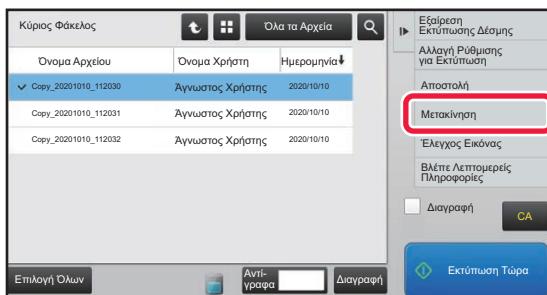 Κύριος Φάκελος
Όλα τα Αρχεία
Όνομα Αρχείου
Όνομα Χρήστη
Ημερομηνία
Copy_20201010_112030
Άγνωστος Χρήστης
2020/10/10
Copy_20201010_112031
Άγνωστος Χρήστης
2020/10/10
Copy_20201010_112032
Άγνωστος Χρήστης
2020/10/10
Επιλογή Όλων
Αντί-
γραφα
Διαγραφή
Εξαίρεση
Εκτύπωσης Δέσμης
Αλλαγή Ρύθμισης
για Εκτύπωση
Αποστολή
Μετακίνηση
Έλεγχος Εικόνας
Βλέπε Λεπτομερείς
Πληροφορίες
Διαγραφή
CA
Εκτύπωση Τώρα